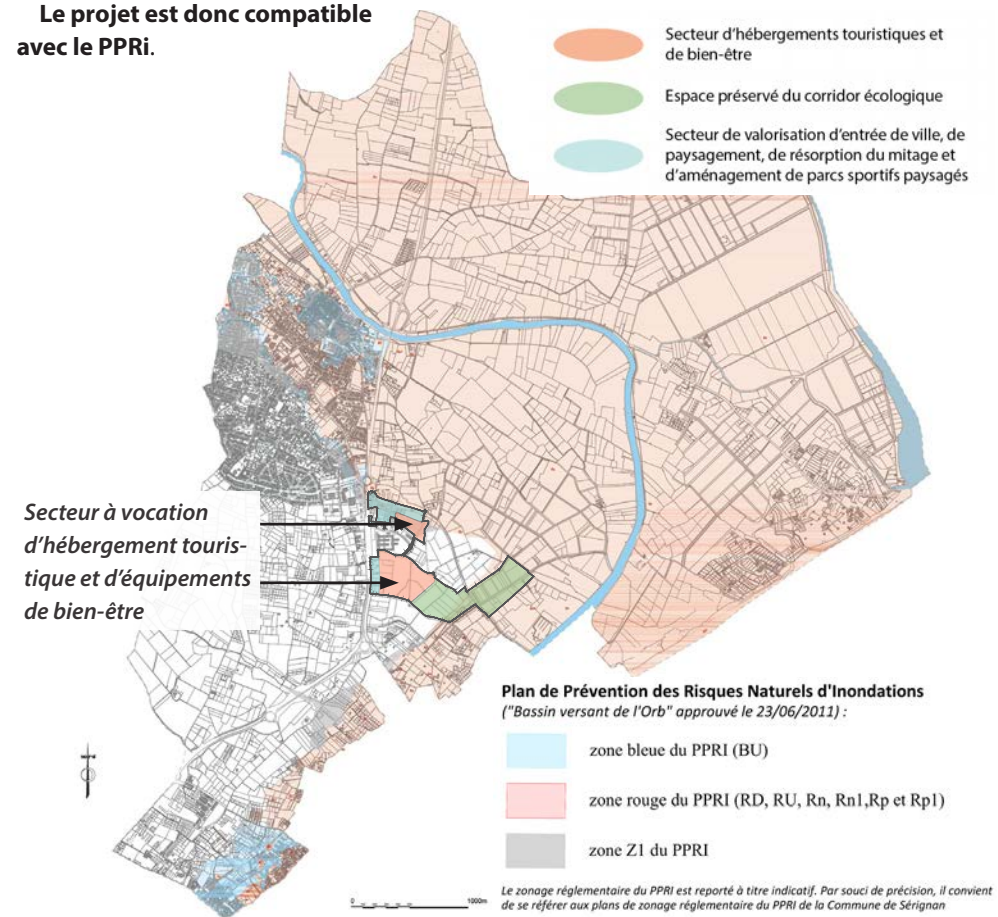 Le projet est donc compatible
avec le PPRi.
Secteur d'hébergements touristiques et
de bien-être
Espace préservé du corridor écologique
Secteur de valorisation d'entrée de ville, de
paysagement, de résorption du mitage et
d'aménagement de parcs sportifs paysagés
Secteur à vocation
d'hébergement touris-
tique et d'équipements
de bien-être
Plan de Prévention des Risques Naturels d'Inondations
("Bassin versant de l'Orb" approuvé le 23/06/2011) :
zone bleue du PPRI (BU)
zone rouge du PPRI (RD, RU, Rn, Rn1,Rp et Rp1)
zone Z1 du PPRI
0
1000m
Le zonage réglementaire du PPRI est reporté à titre indicatif. Par souci de précision, il convient
de se référer aux plans de zonage réglementaire du PPRI de la Commune de Sérignan